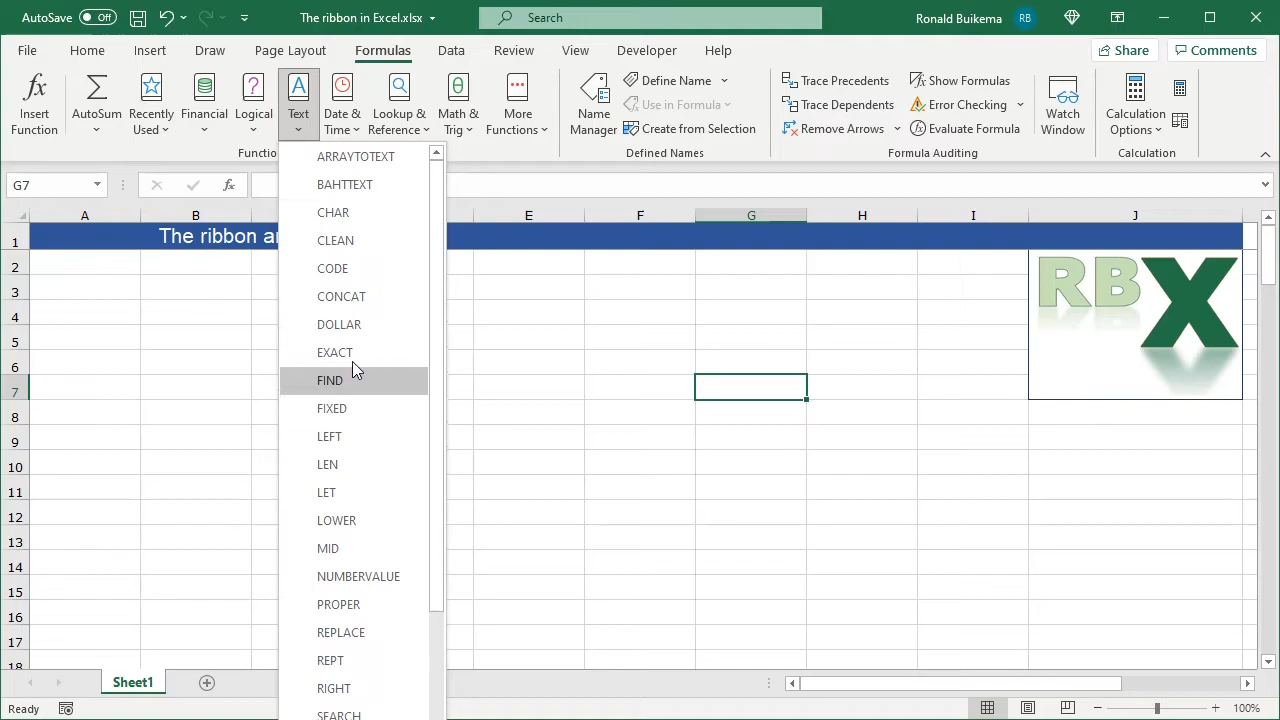 AutoSave Off The ribbon in Excel.xlsx Search Ronald Buikema RB
File Home Insert Draw Page Layout Formulas Data Review View Developer Help Share Comments
fx A ? A θ
Insert Function AutoSum Recently Used Financial Logical Text Date & Time Lookup & Reference Math & Trig More Functions Name Manager Define Name Use in Formula Create from Selection Trace Precedents Trace Dependents Remove Arrows Show Formulas Error Checking Evaluate Formula Watch Window Calculation Options
Functio Defined Names Formula Auditing Calculation
G7 fx
A B E F G H I J
1 The ribbon a
RBX
2
3
4
5
6
7
8
9
10
11
12
13
14
15
16
17
18
ARRAYTOTEXT
BAHTTEXT
CHAR
CLEAN
CODE
CONCAT
DOLLAR
EXACT
FIND
FIXED
LEFT
LEN
LET
LOWER
MID
NUMBERVALUE
PROPER
REPLACE
REPT
RIGHT
SEARCH
Sheet1
Ready 100%